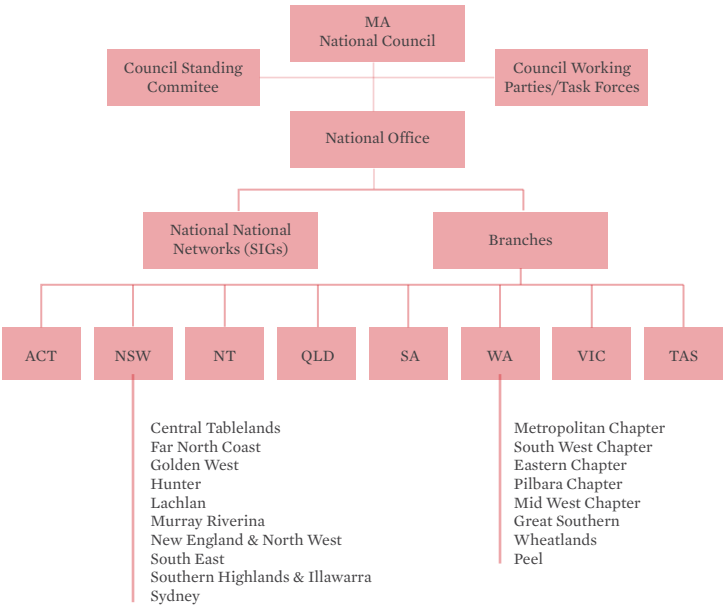 MA
National Council
Council Standing
Commitee
Council Working
Parties/Task Forces
National Office
National National
Networks (SIGs)
Branches
ACT
NSW
NT
QLD
SA
WA
VIC
TAS
Central Tablelands
Far North Coast
Golden West
Hunter
Lachlan
Murray Riverina
New England & North West
South East
Southern Highlands & Illawarra
Sydney
Metropolitan Chapter
South West Chapter
Eastern Chapter
Pilbara Chapter
Mid West Chapter
Great Southern
Wheatlands
Peel